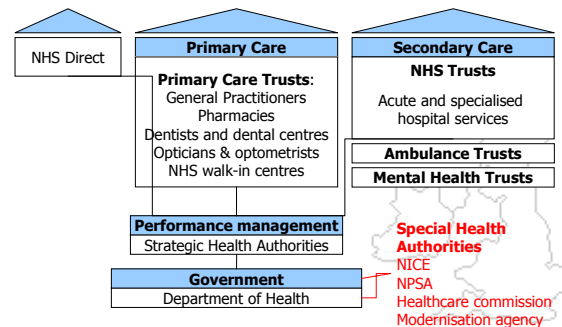 NHS Direct
Primary Care
Primary Care Trusts:
General Practitioners
Pharmacies
Dentists and dental centres
Opticians & optometrists
NHS walk-in centres
Secondary Care
NHS Trusts
Acute and specialised
hospital services
Ambulance Trusts
Mental Health Trusts
Performance management
Strategic Health Authorities
Government
Department of Health
Special Health
Authorities
NICE
NPSA
Healthcare commission
Modernisation agency